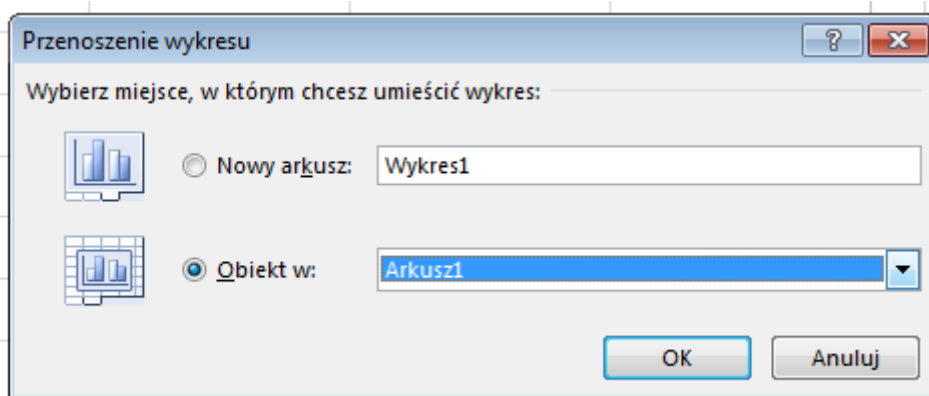 Przenoszenie wykresu
?
Wybierz miejsce, w którym chcesz umieścić wykres:
Nowy arkusz: Wykres1
Obiekt w: Arkusz1
OK Anuluj